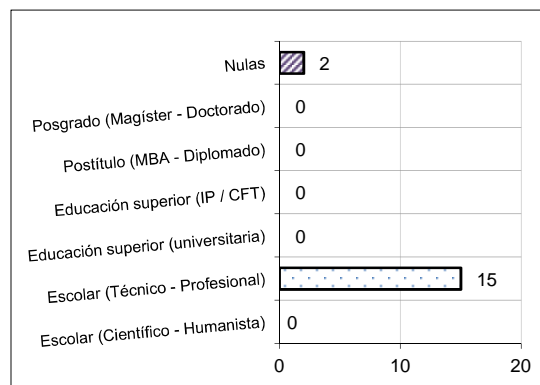 Nulas 2
Posgrado (Magíster - Doctorado) 0
Postítulo (MBA - Diplomado) 0
Educación superior (IP / CFT) 0
Educación superior (universitaria) 0
Escolar (Técnico - Profesional) 15
Escolar (Científico - Humanista) 0
0 10 20